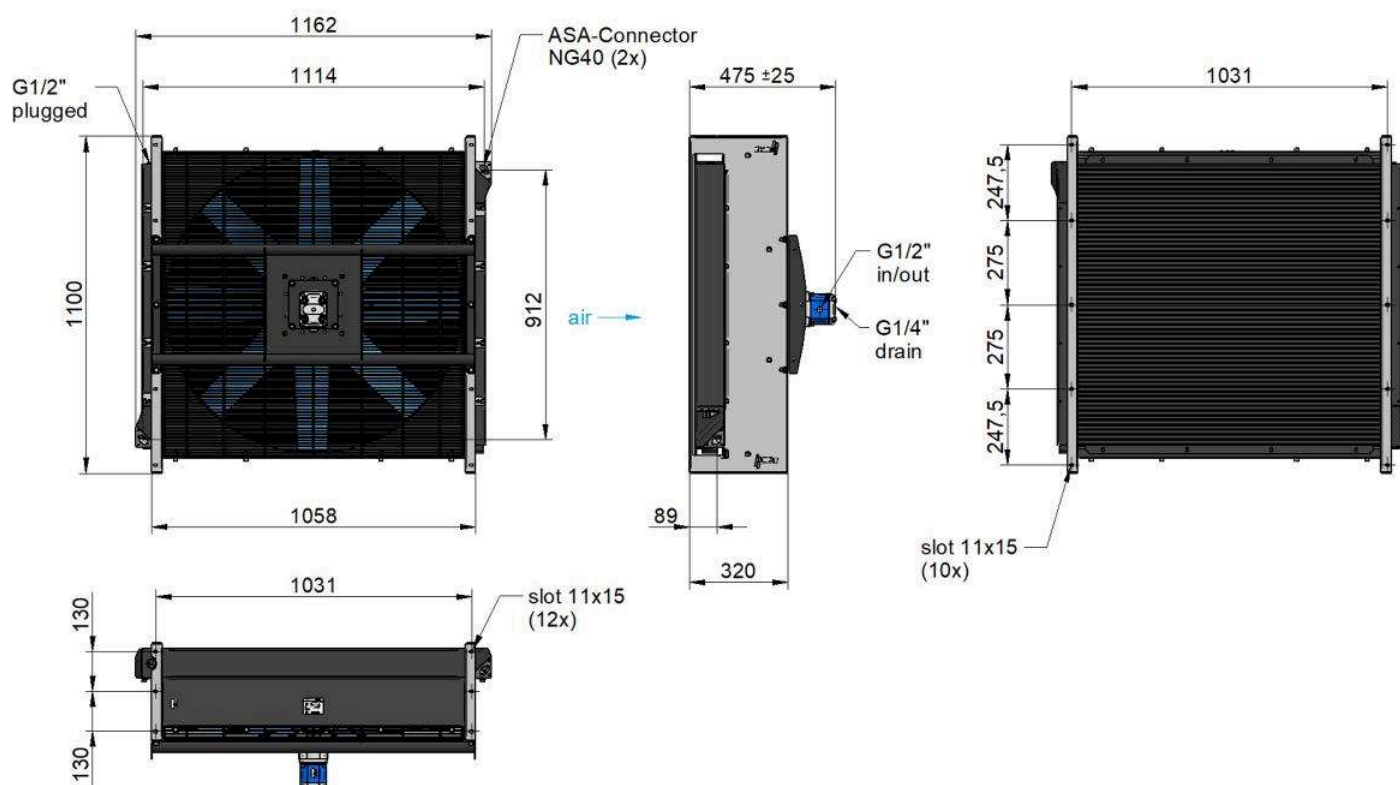 1162
ASA-Connector
NG40 (2x)
1114
G1/2"
plugged
1100
912
1058
475 ±25
air
G1/2"
in/out
G1/4"
drain
89
320
1031
247,5
275
275
247,5
slot 11x15
(10x)
1031
slot 11x15
(12x)
130
130